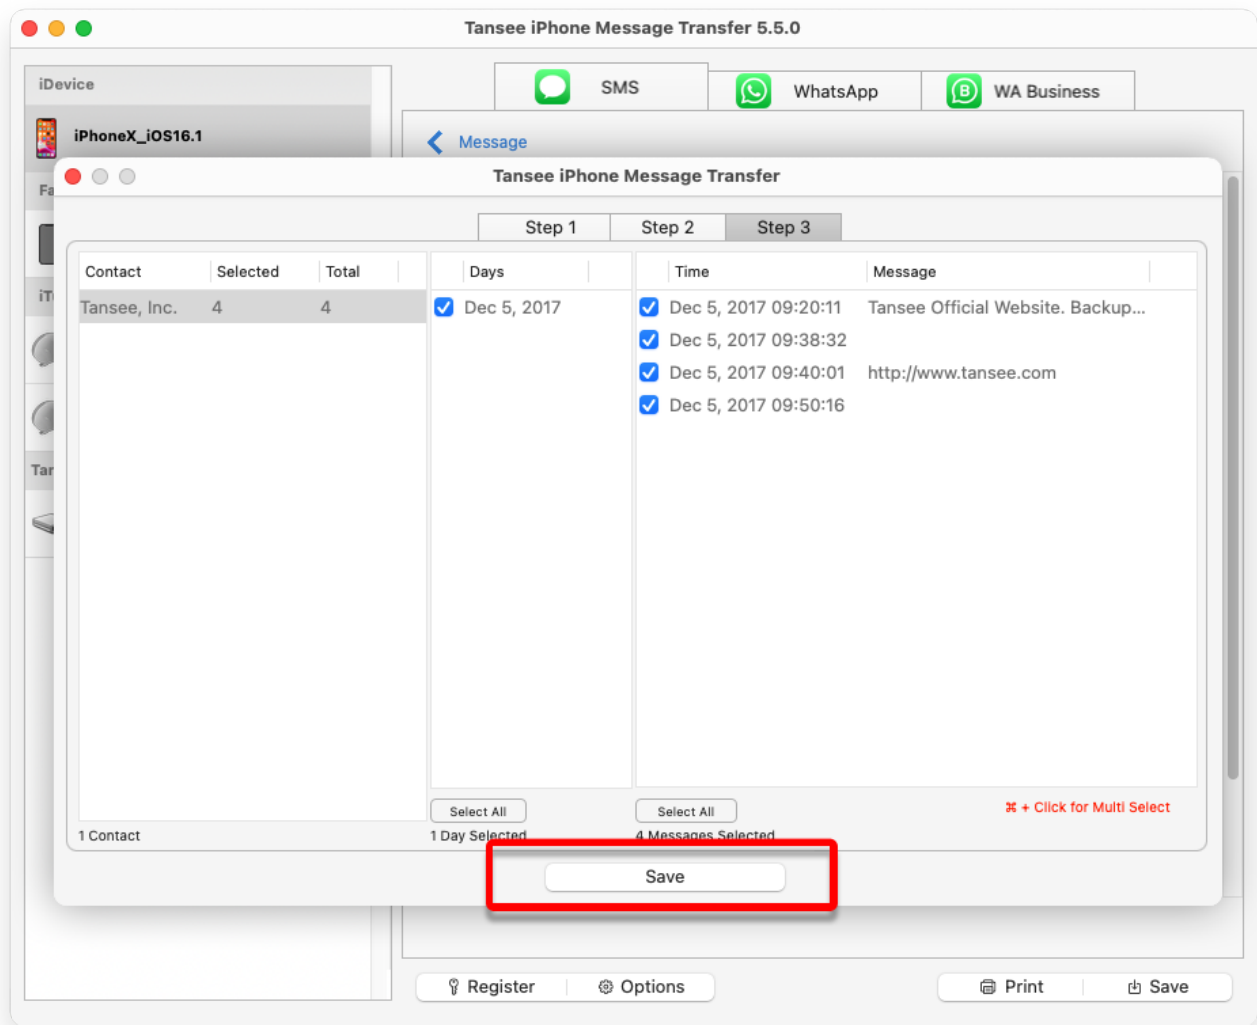 Tansee iPhone Message Transfer 5.5.0
iDevice
SMS
WhatsApp
WA Business
iPhoneX_iOS16.1
Message
Fa
iT
Tar
Tansee iPhone Message Transfer
Step 1 Step 2 Step 3
Contact Selected Total Days Time Message
Tansee, Inc. 4 4 Dec 5, 2017 Dec 5, 2017 09:20:11 Tansee Official Website. Backup...
Dec 5, 2017 09:38:32
Dec 5, 2017 09:40:01 http://www.tansee.com
Dec 5, 2017 09:50:16
Select All Select All ⌘ + Click for Multi Select
1 Contact 1 Day Selected 4 Messages Selected
Save
Register Options Print Save